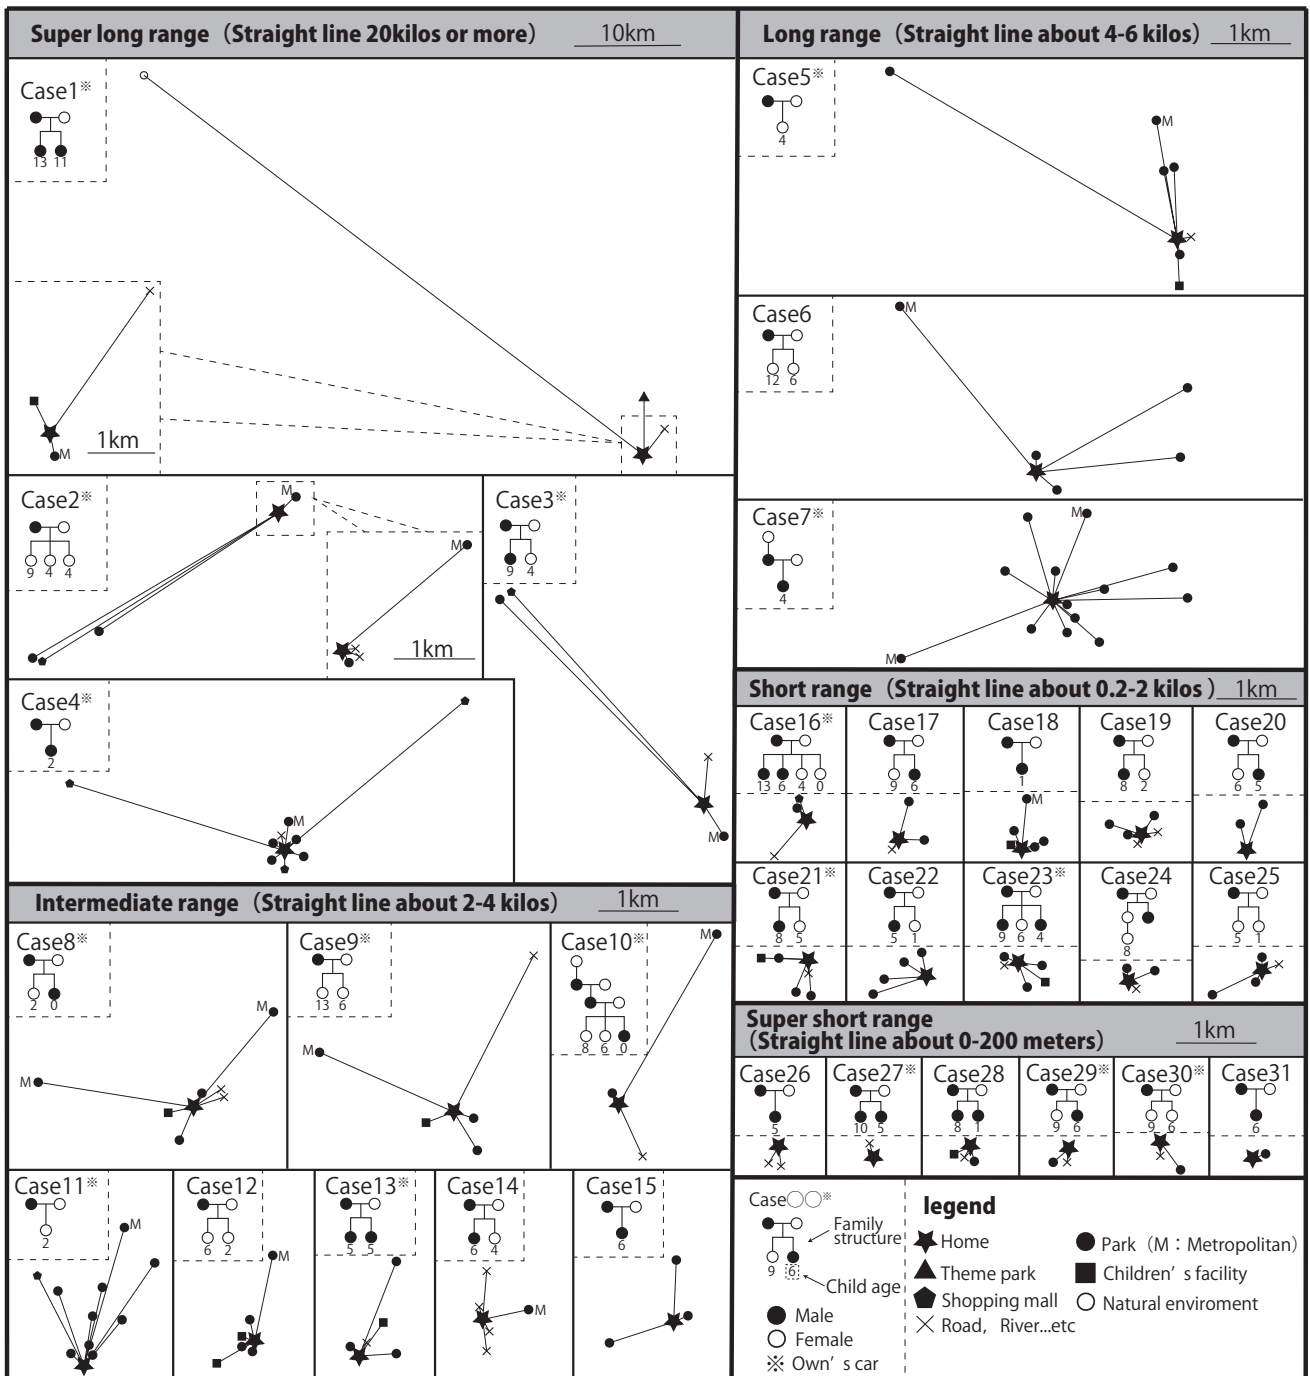 Super long range（Straight line 20kilos or more） 10km
Case1※
13 11
M
1km
Case2※
9 4 4
M
M
1km
Case3※
9 4
M
Case4※
2
M
Long range（Straight line about 4-6 kilos） 1km
Case5※
4
M
Case6
12 6
M
Case7※
4
M
M
Intermediate range（Straight line about 2-4 kilos） 1km
Case8※
2 0
M
M
Case9※
13 6
M
Case10※
8 6 0
M
Case11※
2
M
Case12
6 2
M
Case13※
5 5
Case14
6 4
M
Case15
6
Short range（Straight line about 0.2-2 kilos ） 1km
Case16※
13 6 4 0
Case17
9 6
Case18
1
M
Case19
8 2
Case20
6 5
Case21※
8 5
Case22
5 1
Case23※
9 6 4
Case24
8
Case25
5 1
Super short range
（Straight line about 0-200 meters） 1km
Case26
5
Case27※
10 5
Case28
8 1
Case29※
9 6
Case30※
9 6
Case31
6
Case○○※
Family
structure
9 6
Child age
Male
Female
※ Own's car
legend
Home
Theme park
Shopping mall
Road, River...etc
Park（M：Metropolitan）
Children's facility
Natural enviroment